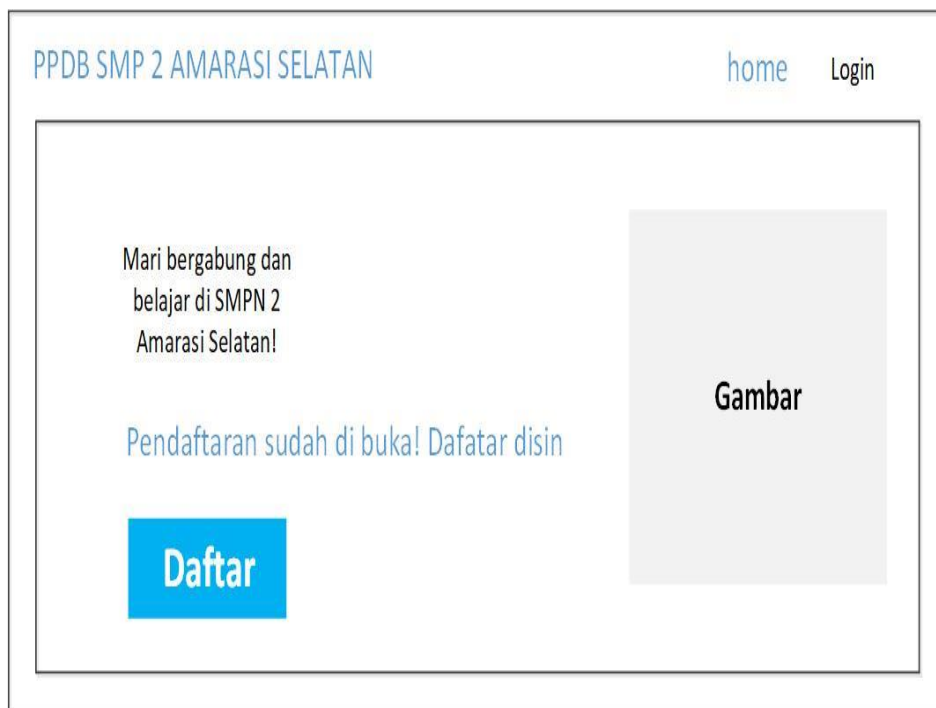 PPDB SMP 2 AMARASI SELATAN
home
Login
Mari bergabung dan
belajar di SMPN 2
Amarasi Selatan!
Gambar
Pendaftaran sudah di buka! Dafatar disin
Daftar